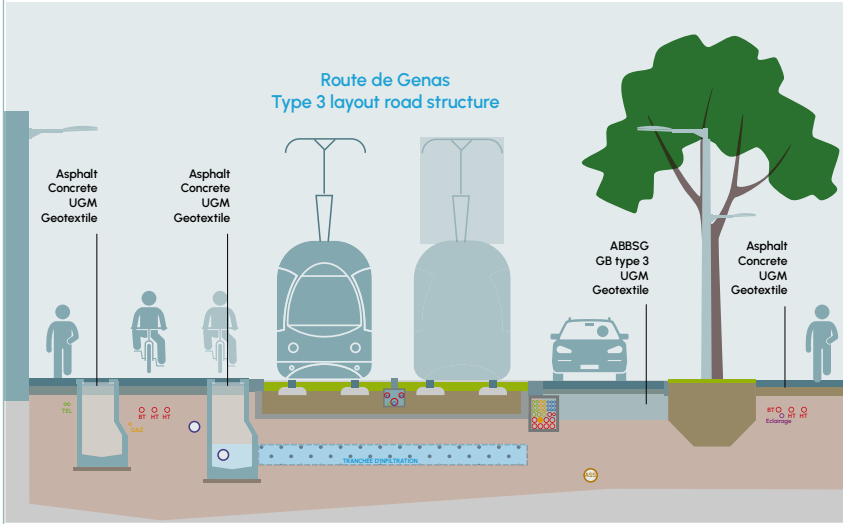 Route de Genas
Type 3 layout road structure
Asphalt
Concrete
UGM
Geotextile
Asphalt
Concrete
UGM
Geotextile
ABBSG
GB type 3
UGM
Geotextile
Asphalt
Concrete
UGM
Geotextile
TEL
BT HT HT
GAZ
BT HT HT
Eclairage
TRANCHÉE D'INFILTRATION
ASS